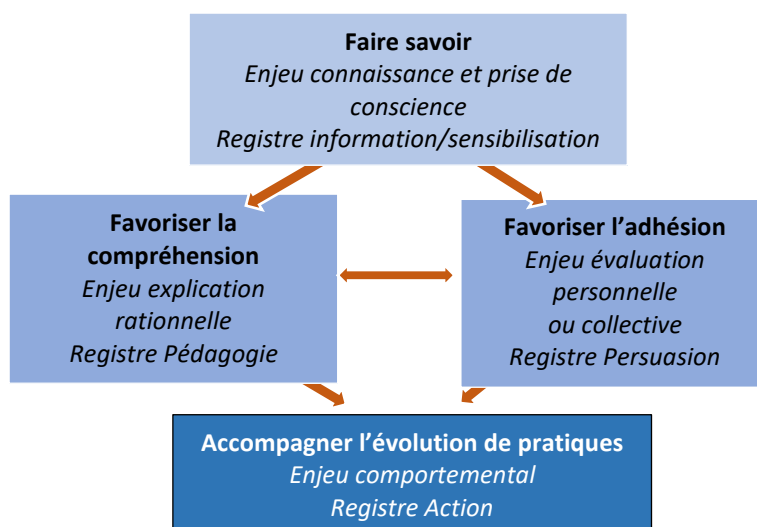 Faire savoir
Enjeu connaissance et prise de
conscience
Registre information/sensibilisation
Favoriser la
compréhension
Enjeu explication
rationnelle
Registre Pédagogie
Favoriser l'adhésion
Enjeu évaluation
personnelle
ou collective
Registre Persuasion
Accompagner l'évolution de pratiques
Enjeu comportemental
Registre Action